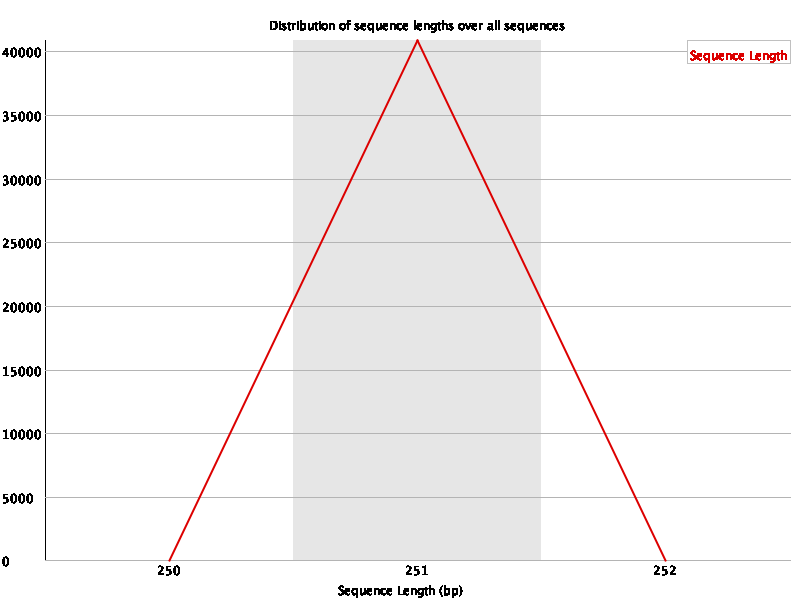 Distribution of sequence lengths over all sequences
Sequence Length
40000
35000
30000
25000
20000
15000
10000
5000
0
250 251 252
Sequence Length (bp)